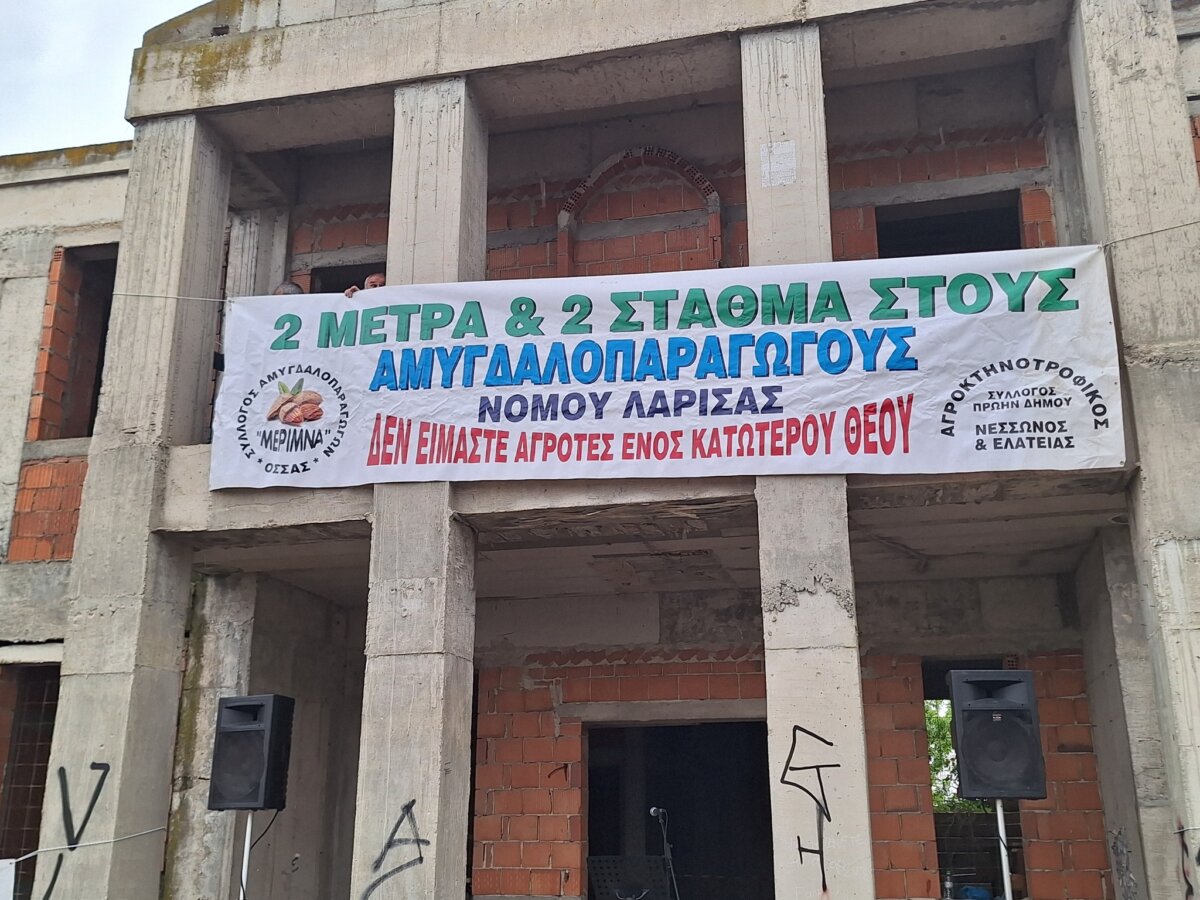 2 ΜΕΤΡΑ & 2 ΣΤΑΘΜΑ ΣΤΟΥΣ
ΑΜΥΓΔΑΛΟΠΑΡΑΓΩΓΟΥΣ
ΝΟΜΟΥ ΛΑΡΙΣΑΣ
ΔΕΝ ΕΙΜΑΣΤΕ ΑΓΡΟΤΕΣ ΕΝΟΣ ΚΑΤΩΤΕΡΟΥ ΘΕΟΥ
ΣΥΛΛΟΓΟΣ ΑΜΥΓΔΑΛΟΠΑΡΑΓΩΓΩΝ
"ΜΕΡΙΜΝΑ"
* ΟΣΣΑΣ *
ΑΓΡΟΚΤΗΝΟΤΡΟΦΙΚΟΣ
ΣΥΛΛΟΓΟΣ
ΠΡΩΗΝ ΔΗΜΟΥ
ΝΕΣΣΩΝΟΣ
& ΕΛΑΤΕΙΑΣ